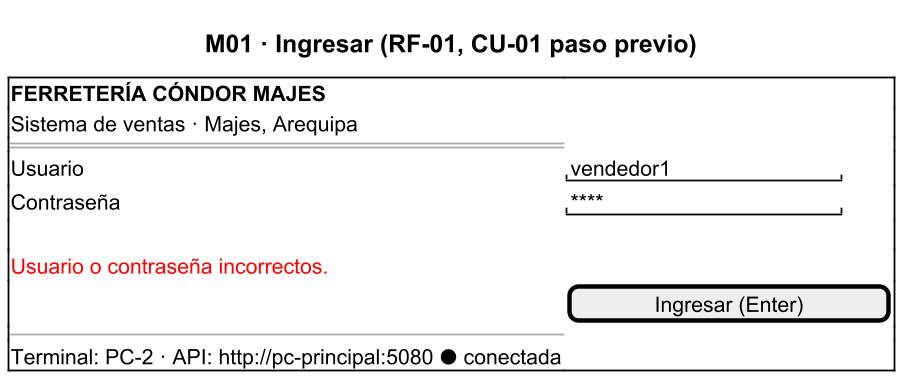 M01 · Ingresar (RF-01, CU-01 paso previo)
FERRETERÍA CÓNDOR MAJES
Sistema de ventas · Majes, Arequipa
Usuario vendedor1
Contraseña ****
Usuario o contraseña incorrectos.
Ingresar (Enter)
Terminal: PC-2 · API: http://pc-principal:5080 ● conectada